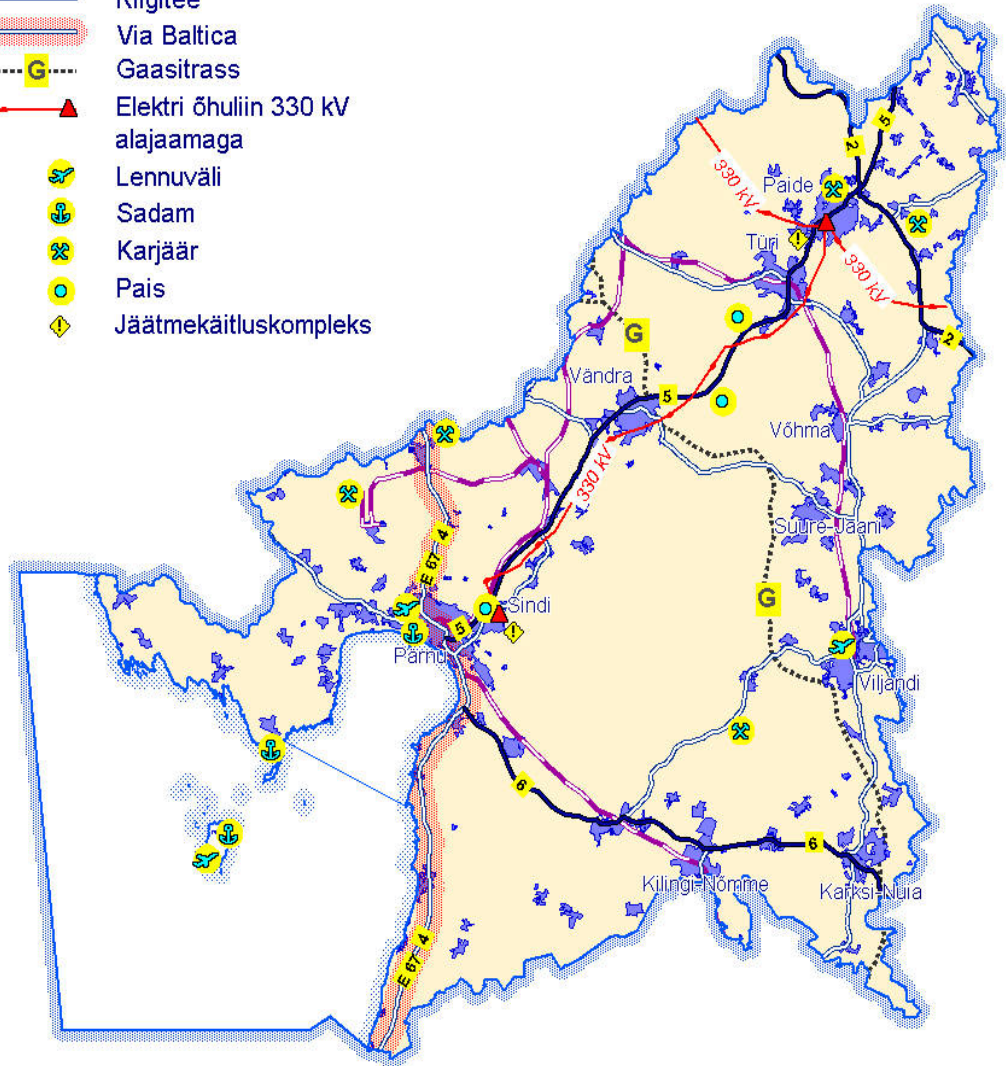 Riigitee
Via Baltica
G
Gaasitrass
Elektri õhuliin 330 kV
alajaamaga
Lennuväli
Sadam
Karjäär
Pais
Jäätmekäitluskompleks
2
5
Paide
330 kV
Türi
330 kV
2
G
Vändra
5
Võhma
330 kV
Suure-Jaani
E 67 4
G
Sindi
5
Pärnu
Viljandi
6
6
Kilingi-Nõmme
Karksi-Nuia
E 67 4